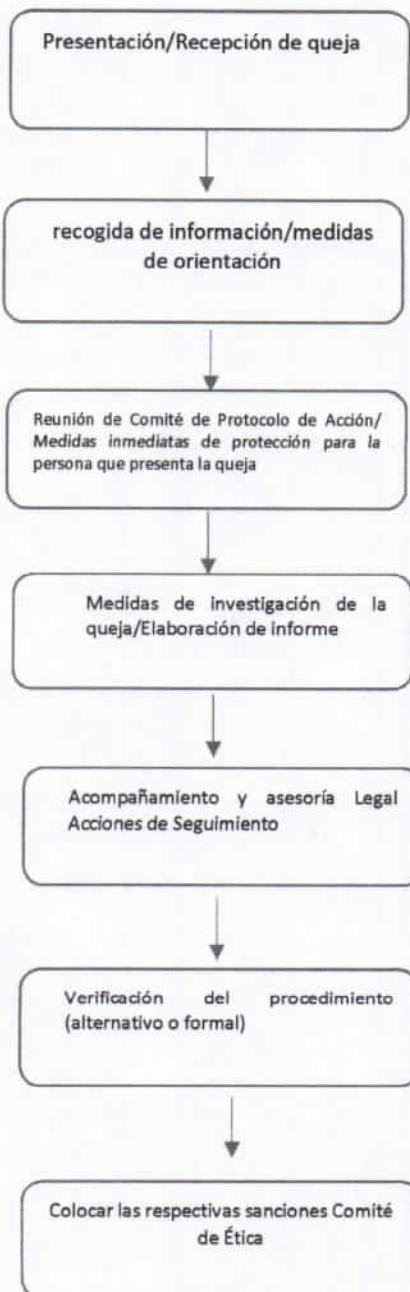 Presentación/Recepción de queja
recogida de información/medidas
de orientación
Reunión de Comité de Protocolo de Acción/
Medidas inmediatas de protección para la
persona que presenta la queja
Medidas de investigación de la
queja/Elaboración de informe
Acompañamiento y asesoría Legal
Acciones de Seguimiento
Verificación del procedimiento
(alternativo o formal)
Colocar las respectivas sanciones Comité
de Ética